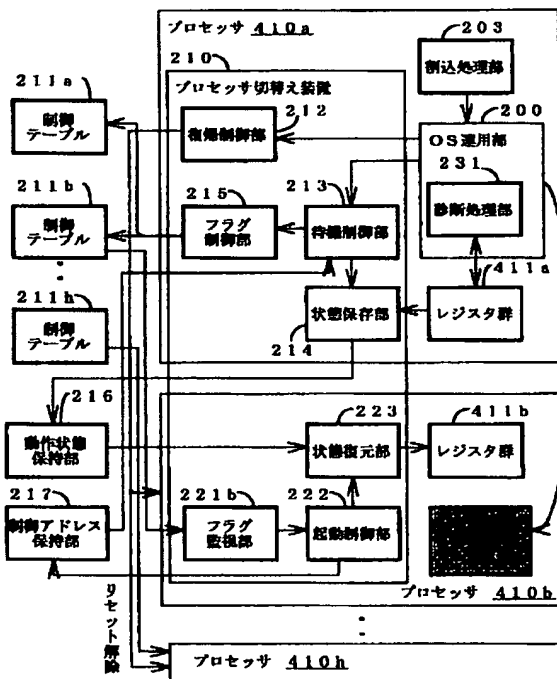 プロセッサ 410a
203
210
211a
プロセッサ切替え装置
割込処理部
制御
テーブル
212
復帰制御部
200
OS運用部
211b
215
213
231
制御
テーブル
フラグ
制御部
待機制御部
診断処理部
211h
411a
制御
テーブル
状態保存部
レジスタ群
214
216
223
411b
動作状態
保持部
状態復元部
レジスタ群
217
221b
222
制御アドレス
保持部
フラグ
監視部
起動制御部
プロセッサ 410b
リセット解除
プロセッサ 410h